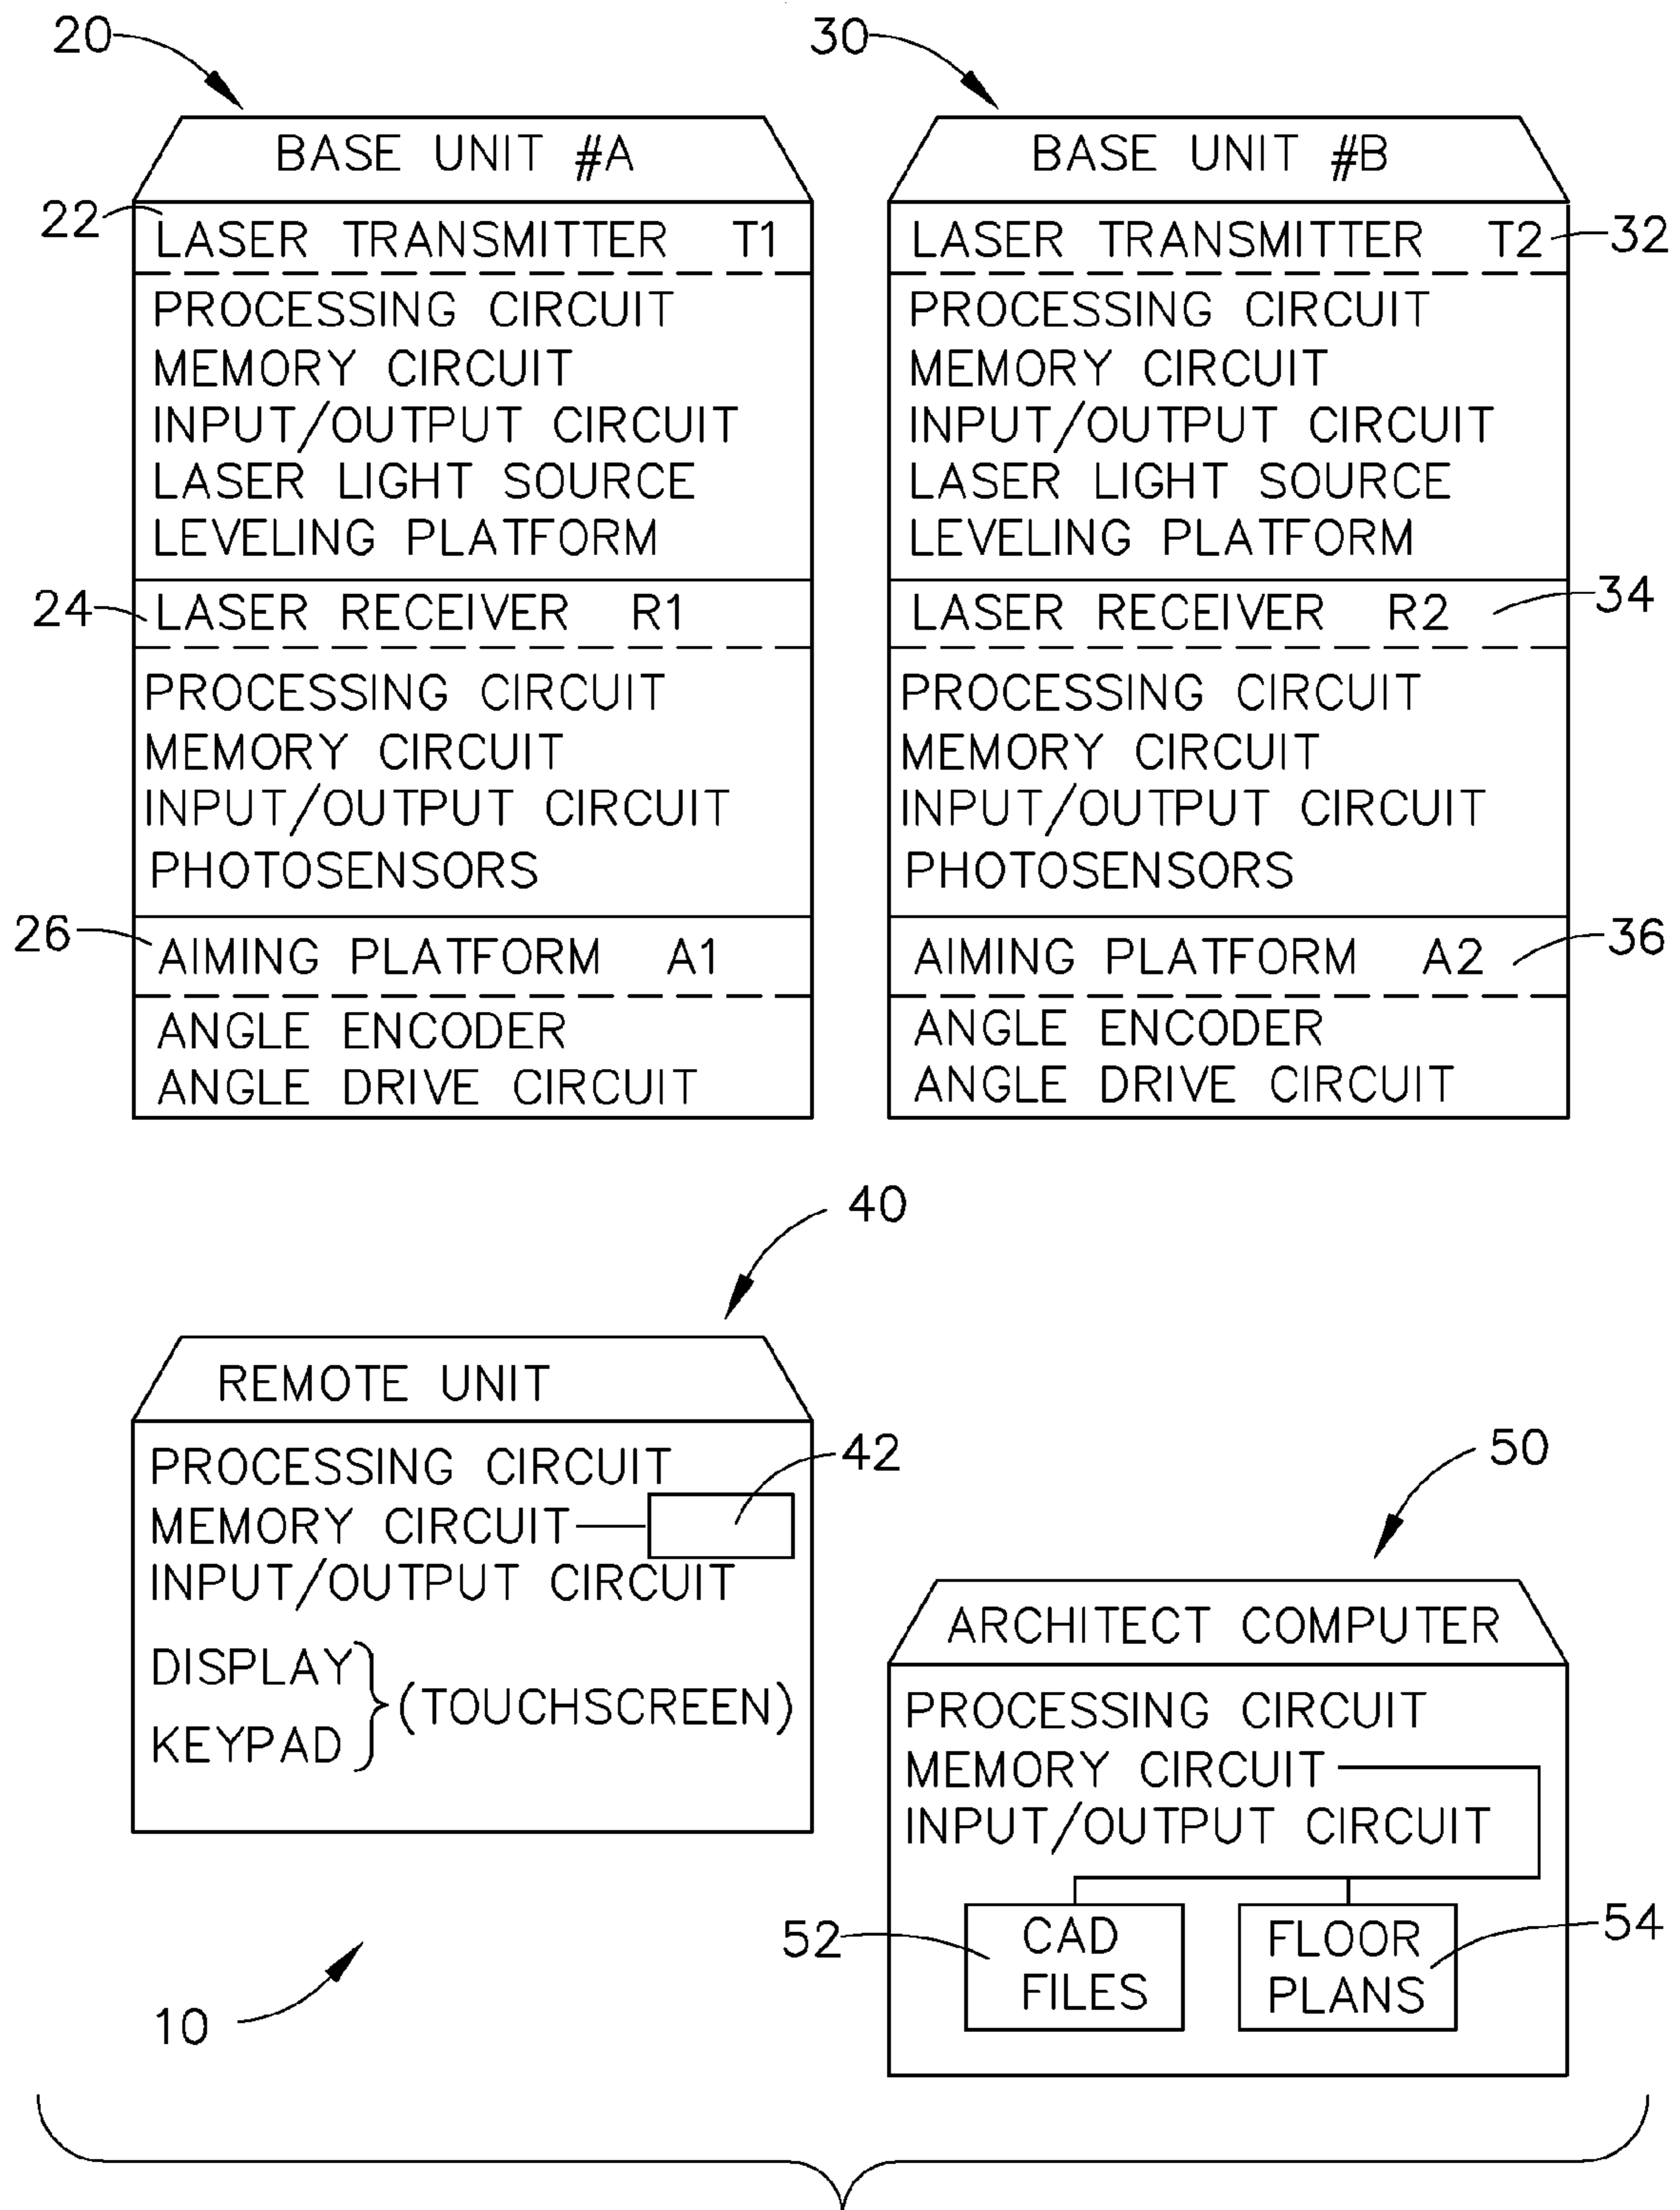 20
BASE UNIT #A
22
LASER TRANSMITTER T1
PROCESSING CIRCUIT
MEMORY CIRCUIT
INPUT/OUTPUT CIRCUIT
LASER LIGHT SOURCE
LEVELING PLATFORM
24
LASER RECEIVER R1
PROCESSING CIRCUIT
MEMORY CIRCUIT
INPUT/OUTPUT CIRCUIT
PHOTOSENSORS
26
AIMING PLATFORM A1
ANGLE ENCODER
ANGLE DRIVE CIRCUIT
30
BASE UNIT #B
LASER TRANSMITTER T2
32
PROCESSING CIRCUIT
MEMORY CIRCUIT
INPUT/OUTPUT CIRCUIT
LASER LIGHT SOURCE
LEVELING PLATFORM
LASER RECEIVER R2
34
PROCESSING CIRCUIT
MEMORY CIRCUIT
INPUT/OUTPUT CIRCUIT
PHOTOSENSORS
AIMING PLATFORM A2
36
ANGLE ENCODER
ANGLE DRIVE CIRCUIT
40
REMOTE UNIT
PROCESSING CIRCUIT
42
MEMORY CIRCUIT
INPUT/OUTPUT CIRCUIT
DISPLAY
(TOUCHSCREEN)
KEYPAD
50
ARCHITECT COMPUTER
PROCESSING CIRCUIT
MEMORY CIRCUIT
INPUT/OUTPUT CIRCUIT
52
CAD
FILES
FLOOR
PLANS
54
10